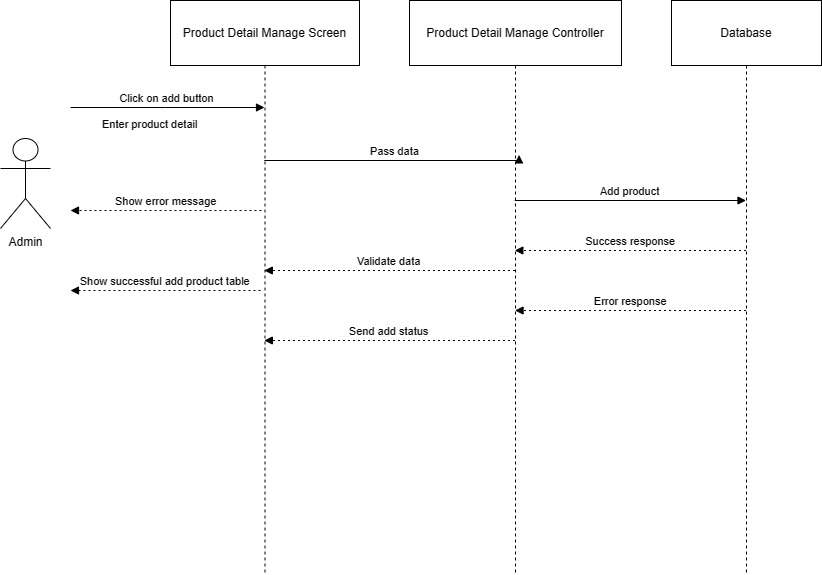 Product Detail Manage Screen
Product Detail Manage Controller
Database
Click on add button
Enter product detail
Pass data
Add product
Show error message
Admin
Success response
Validate data
Show successful add product table
Error response
Send add status